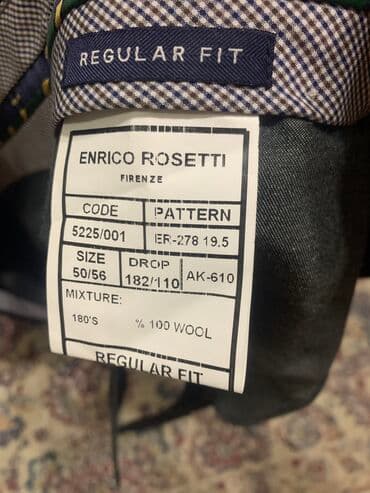 REGULAR FIT
ENRICO ROSETTI
FIRENZE
CODE PATTERN
5225/001 ER-278 19.5
SIZE DROP AK-610
50/56 182/110
MIXTURE:
180'S % 100 WOOL
REGULAR FIT